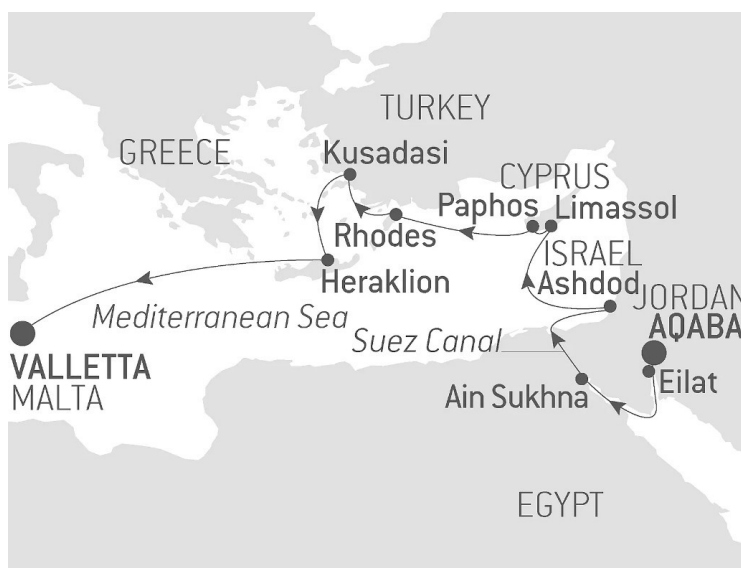 TURKEY
GREECE
Kusadasi
CYPRUS
Paphos
Limassol
Rhodes
ISRAEL
Heraklion
Ashdod
JORDAN
Mediterranean Sea
AQABA
Suez Canal
VALLETTA
MALTA
Eilat
Ain Sukhna
EGYPT